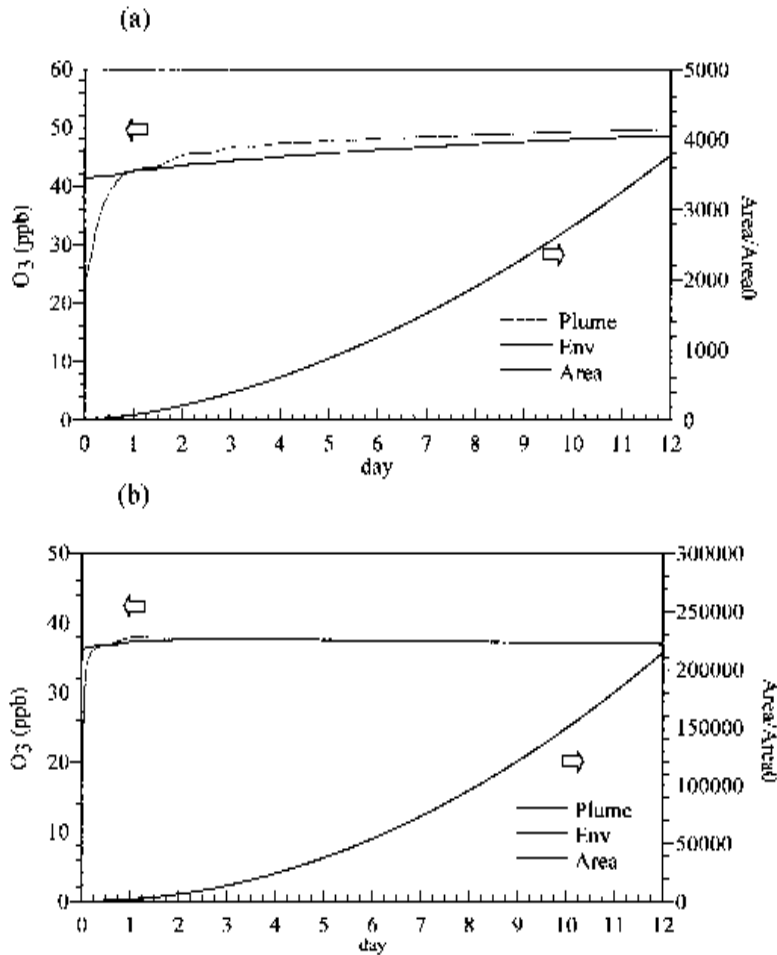 (a)
60
50
40
30
20
10
0
O3 (ppb)
5000
4000
3000
2000
1000
0
Area/Area0
Plume
Env
Area
0 1 2 3 4 5 6 7 8 9 10 11 12
day
(b)
50
40
30
20
10
0
O3 (ppb)
300000
250000
200000
150000
100000
50000
0
Area/Area0
Plume
Env
Area
0 1 2 3 4 5 6 7 8 9 10 11 12
day